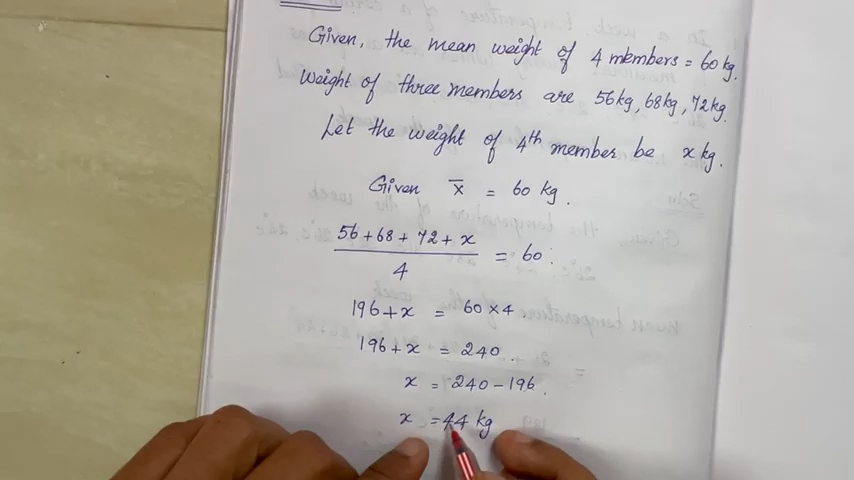 Given, the mean weight of 4 members = 60 kg.
Weight of three members are 56kg, 68kg, 72kg.
Let the weight of 4th member be x kg.
Given x̄ = 60 kg.
56 + 68 + 72 + x / 4 = 60.
196 + x = 60 × 4.
196 + x = 240.
x = 240 - 196.
x = 44 kg